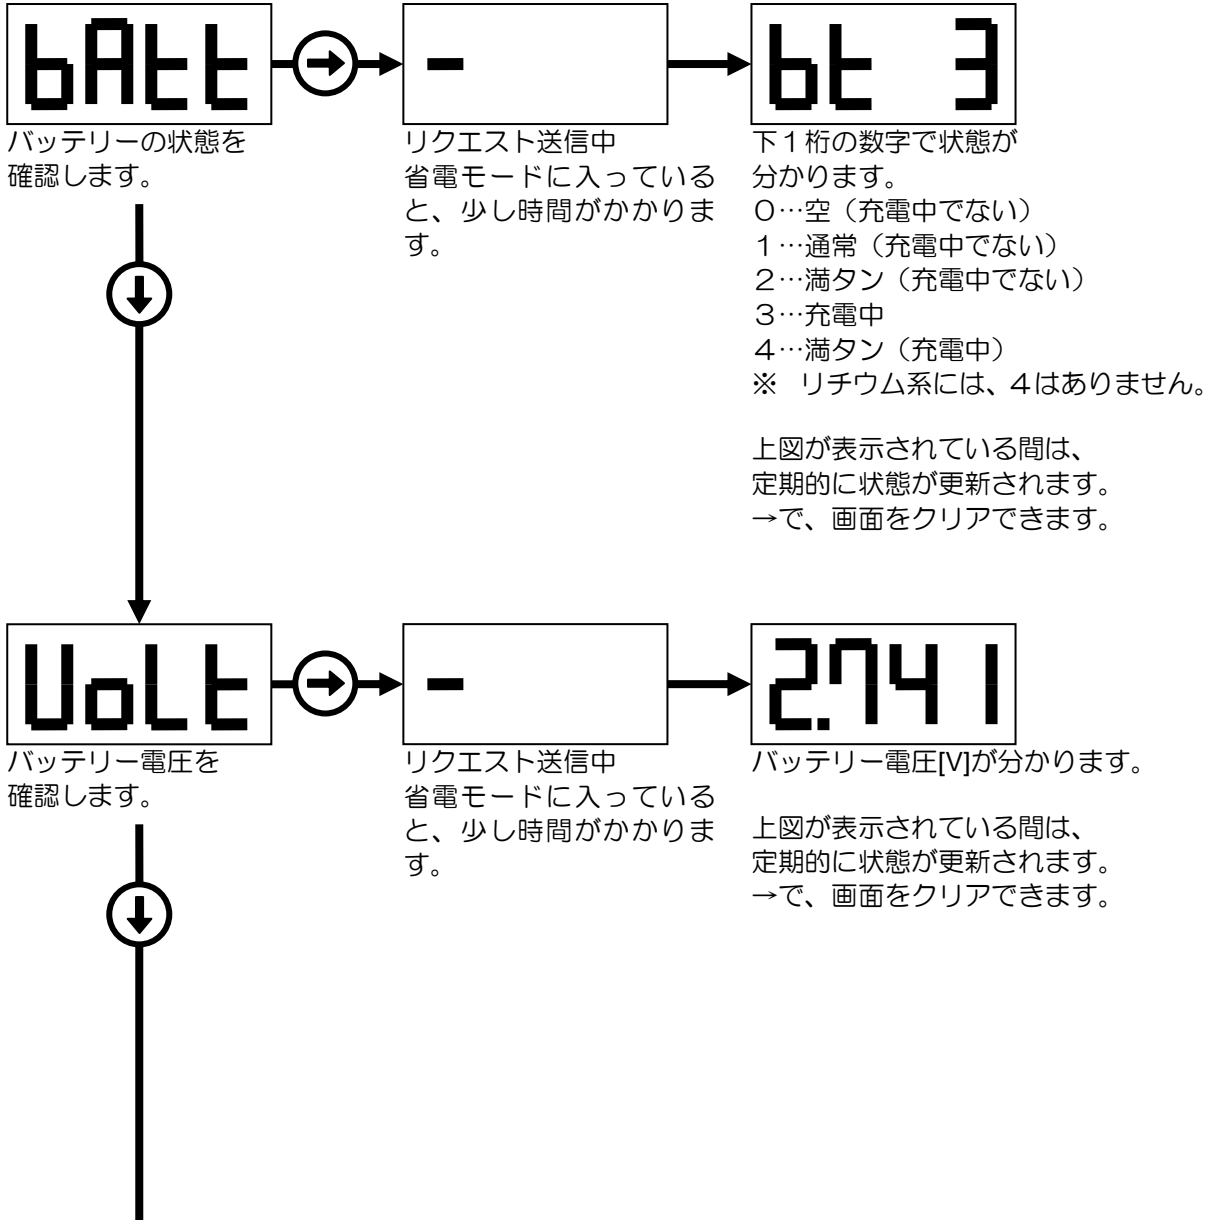 bAtt
-
bt 3
バッテリーの状態を
確認します。
リクエスト送信中
省電モードに入っている
と、少し時間がかかりま
す。
下1桁の数字で状態が
分かります。
0…空（充電中でない）
1…通常（充電中でない）
2…満タン（充電中でない）
3…充電中
4…満タン（充電中）
※　リチウム系には、4はありません。
上図が表示されている間は、
定期的に状態が更新されます。
→で、画面をクリアできます。
VoLt
-
2.741
バッテリー電圧を
確認します。
リクエスト送信中
省電モードに入っている
と、少し時間がかかりま
す。
バッテリー電圧[V]が分かります。
上図が表示されている間は、
定期的に状態が更新されます。
→で、画面をクリアできます。